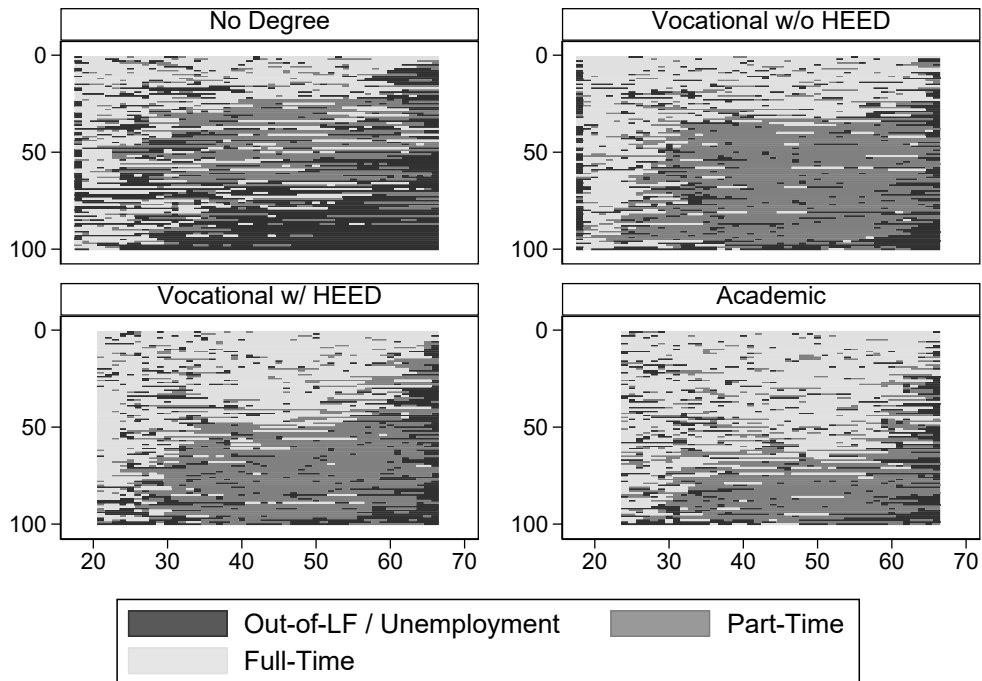 No Degree
Vocational w/o HEED
0
50
100
0
50
100
Vocational w/ HEED
Academic
0
50
100
20 30 40 50 60 70
0
50
100
20 30 40 50 60 70
Out-of-LF / Unemployment
Part-Time
Full-Time